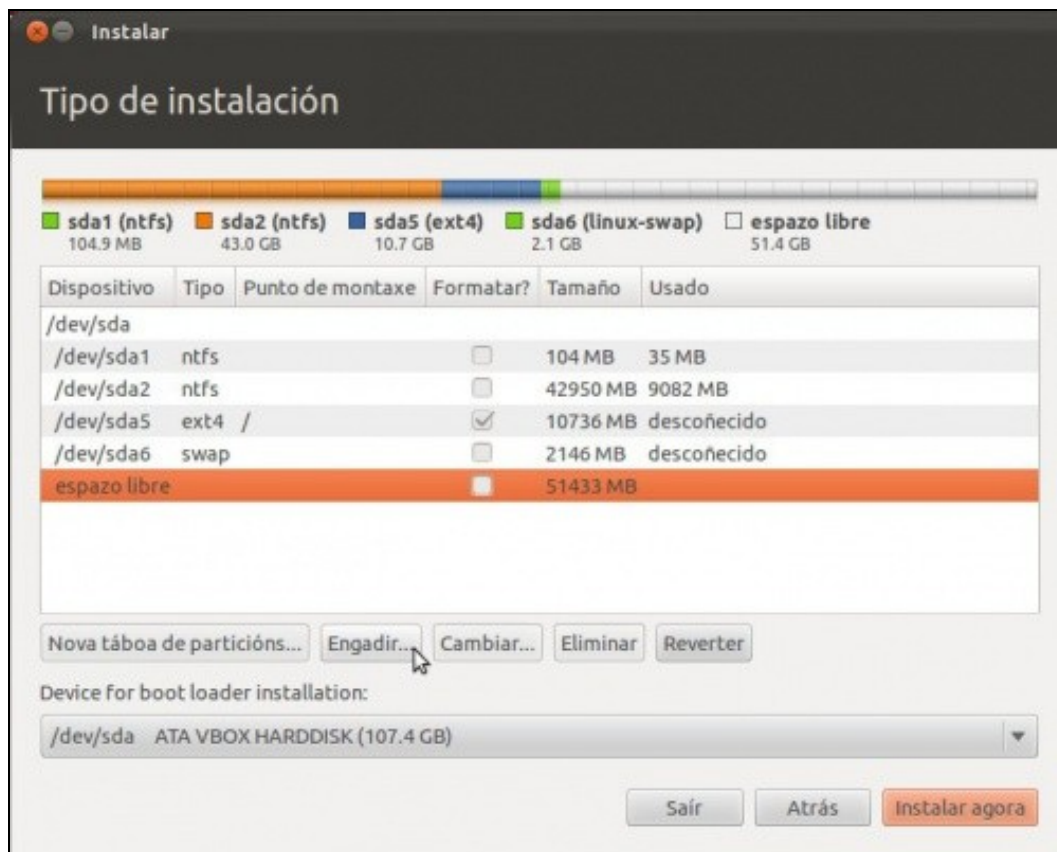 Instalar
Tipo de instalación
sda1 (ntfs) sda2 (ntfs) sda5 (ext4) sda6 (linux-swap) espazo libre
104.9 MB 43.0 GB 10.7 GB 2.1 GB 51.4 GB
Dispositivo Tipo Punto de montaxe Formatar? Tamaño Usado
/dev/sda
/dev/sda1 ntfs 104 MB 35 MB
/dev/sda2 ntfs 42950 MB 9082 MB
/dev/sda5 ext4 / 10736 MB descoñecido
/dev/sda6 swap 2146 MB descoñecido
espazo libre 51433 MB
Nova táboa de particións... Engadir... Cambiar... Eliminar Reverter
Device for boot loader installation:
/dev/sda ATA VBOX HARDDISK (107.4 GB)
Saír Atrás Instalar agora